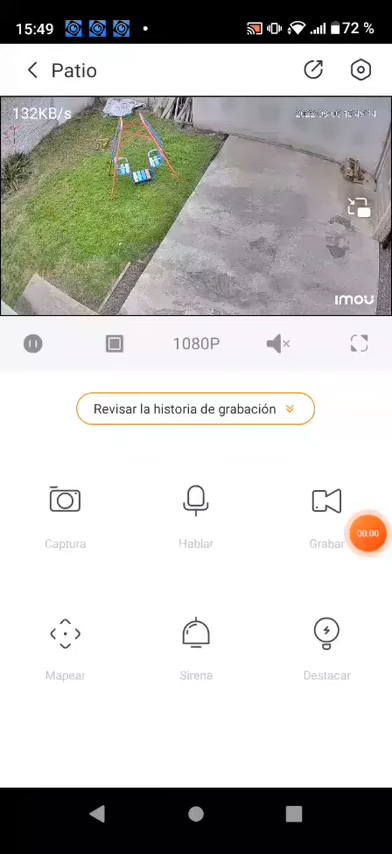 15:49
72 %
Patio
132KB/s
imou
1080P
Revisar la historia de grabación
Captura
Hablar
Grabar
00:00
Mapear
Sirena
Destacar